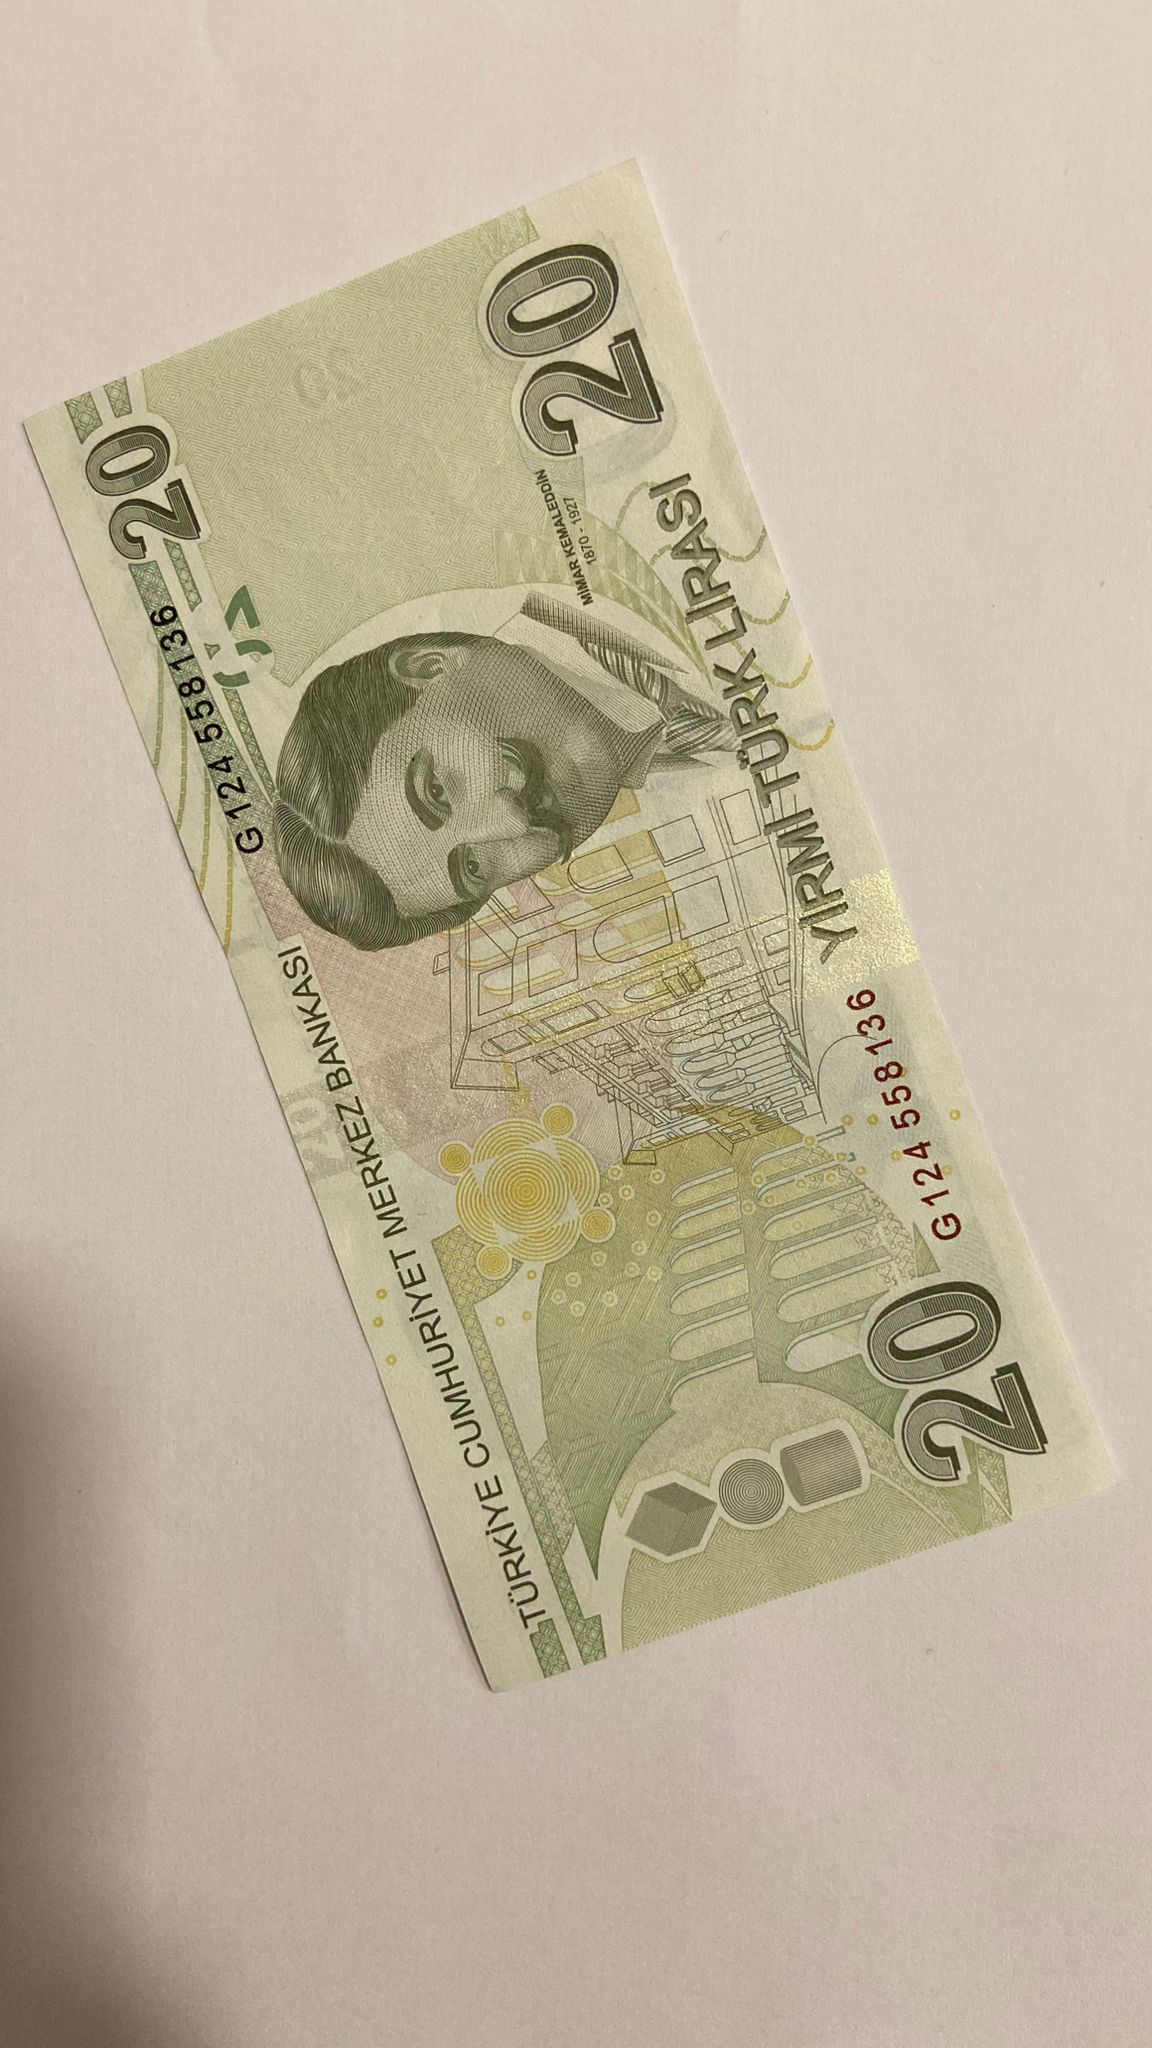 TÜRKİYE CUMHURİYET MERKEZ BANKASI
G124 558136
20
MİMAR KEMALEDDİN
1870 - 1927
20
YİRMİ TÜRK LİRASI
G124 558136
20